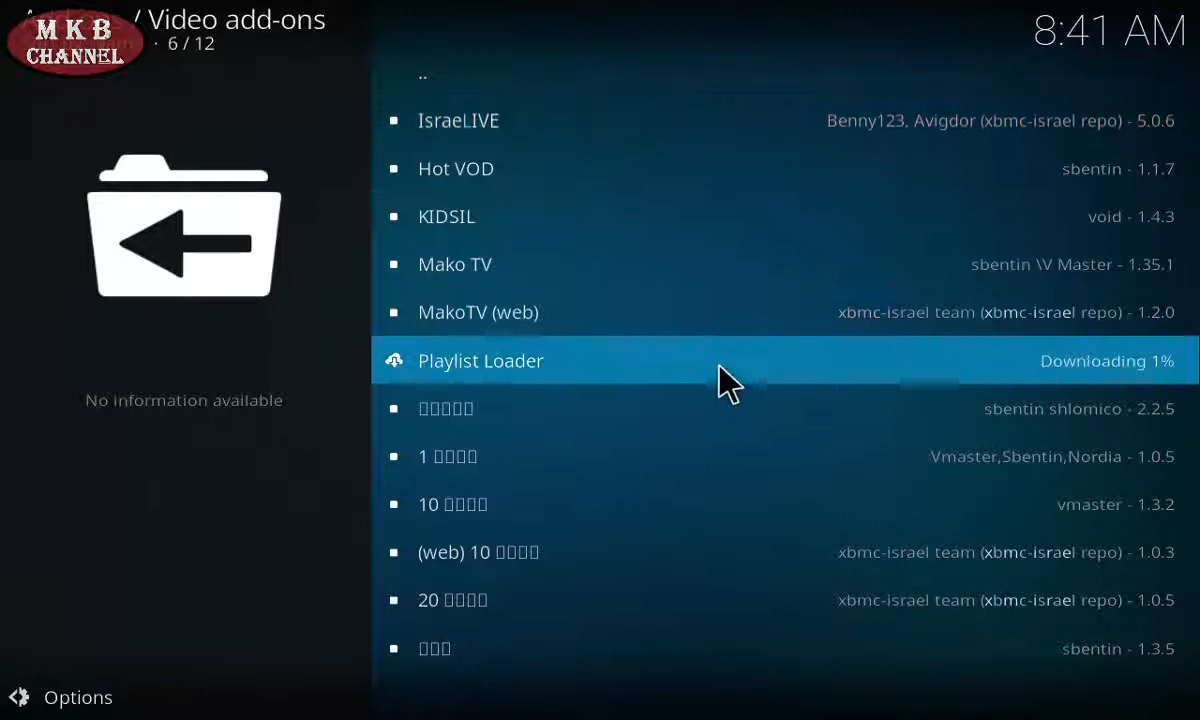 / Video add-ons
· 6 / 12
MKB
CHANNEL
8:41 AM
..
IsraeLIVE Benny123, Avigdor (xbmc-israel repo) - 5.0.6
Hot VOD sbentin - 1.1.7
KIDSIL void - 1.4.3
Mako TV sbentin \V Master - 1.35.1
MakoTV (web) xbmc-israel team (xbmc-israel repo) - 1.2.0
Playlist Loader Downloading 1%
sbentin shlomico - 2.2.5
1 Vmaster,Sbentin,Nordia - 1.0.5
10 vmaster - 1.3.2
(web) 10 xbmc-israel team (xbmc-israel repo) - 1.0.3
20 xbmc-israel team (xbmc-israel repo) - 1.0.5
sbentin - 1.3.5
No information available
Options